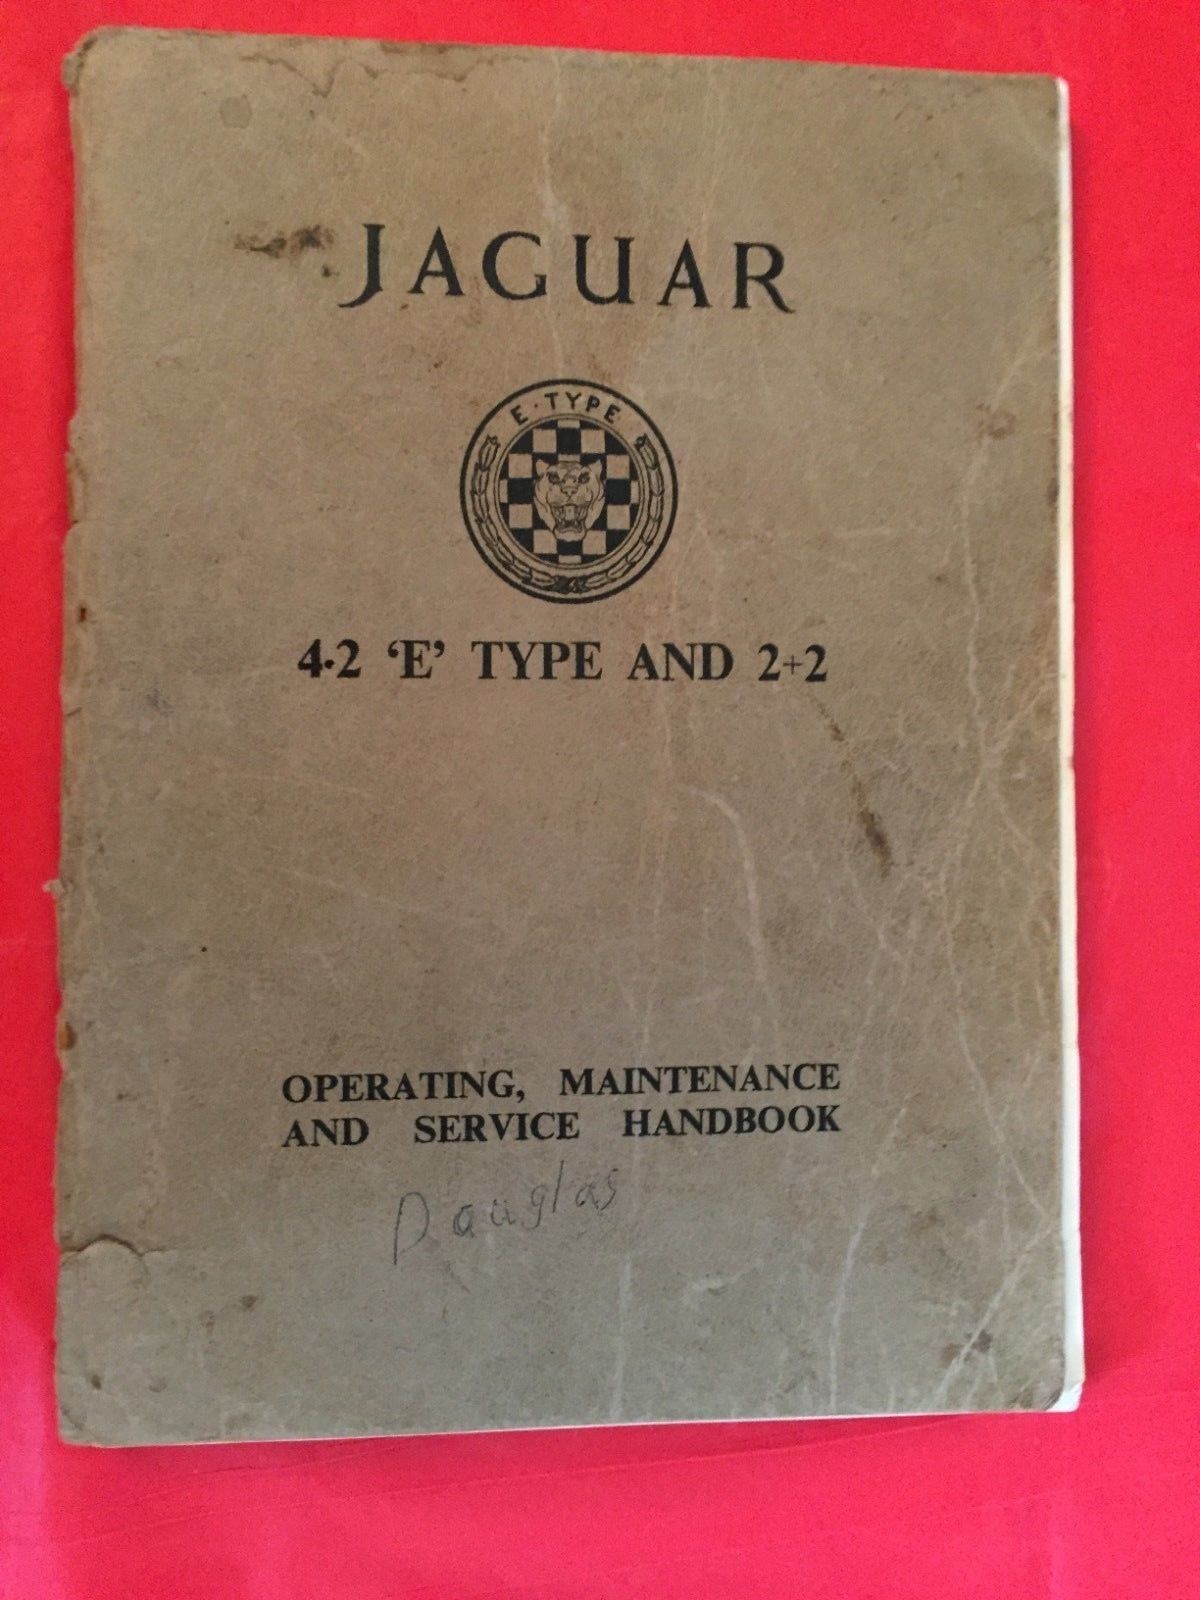 JAGUAR
E·TYPE
4·2 ‘E’ TYPE AND 2+2
OPERATING, MAINTENANCE
AND SERVICE HANDBOOK
Douglas